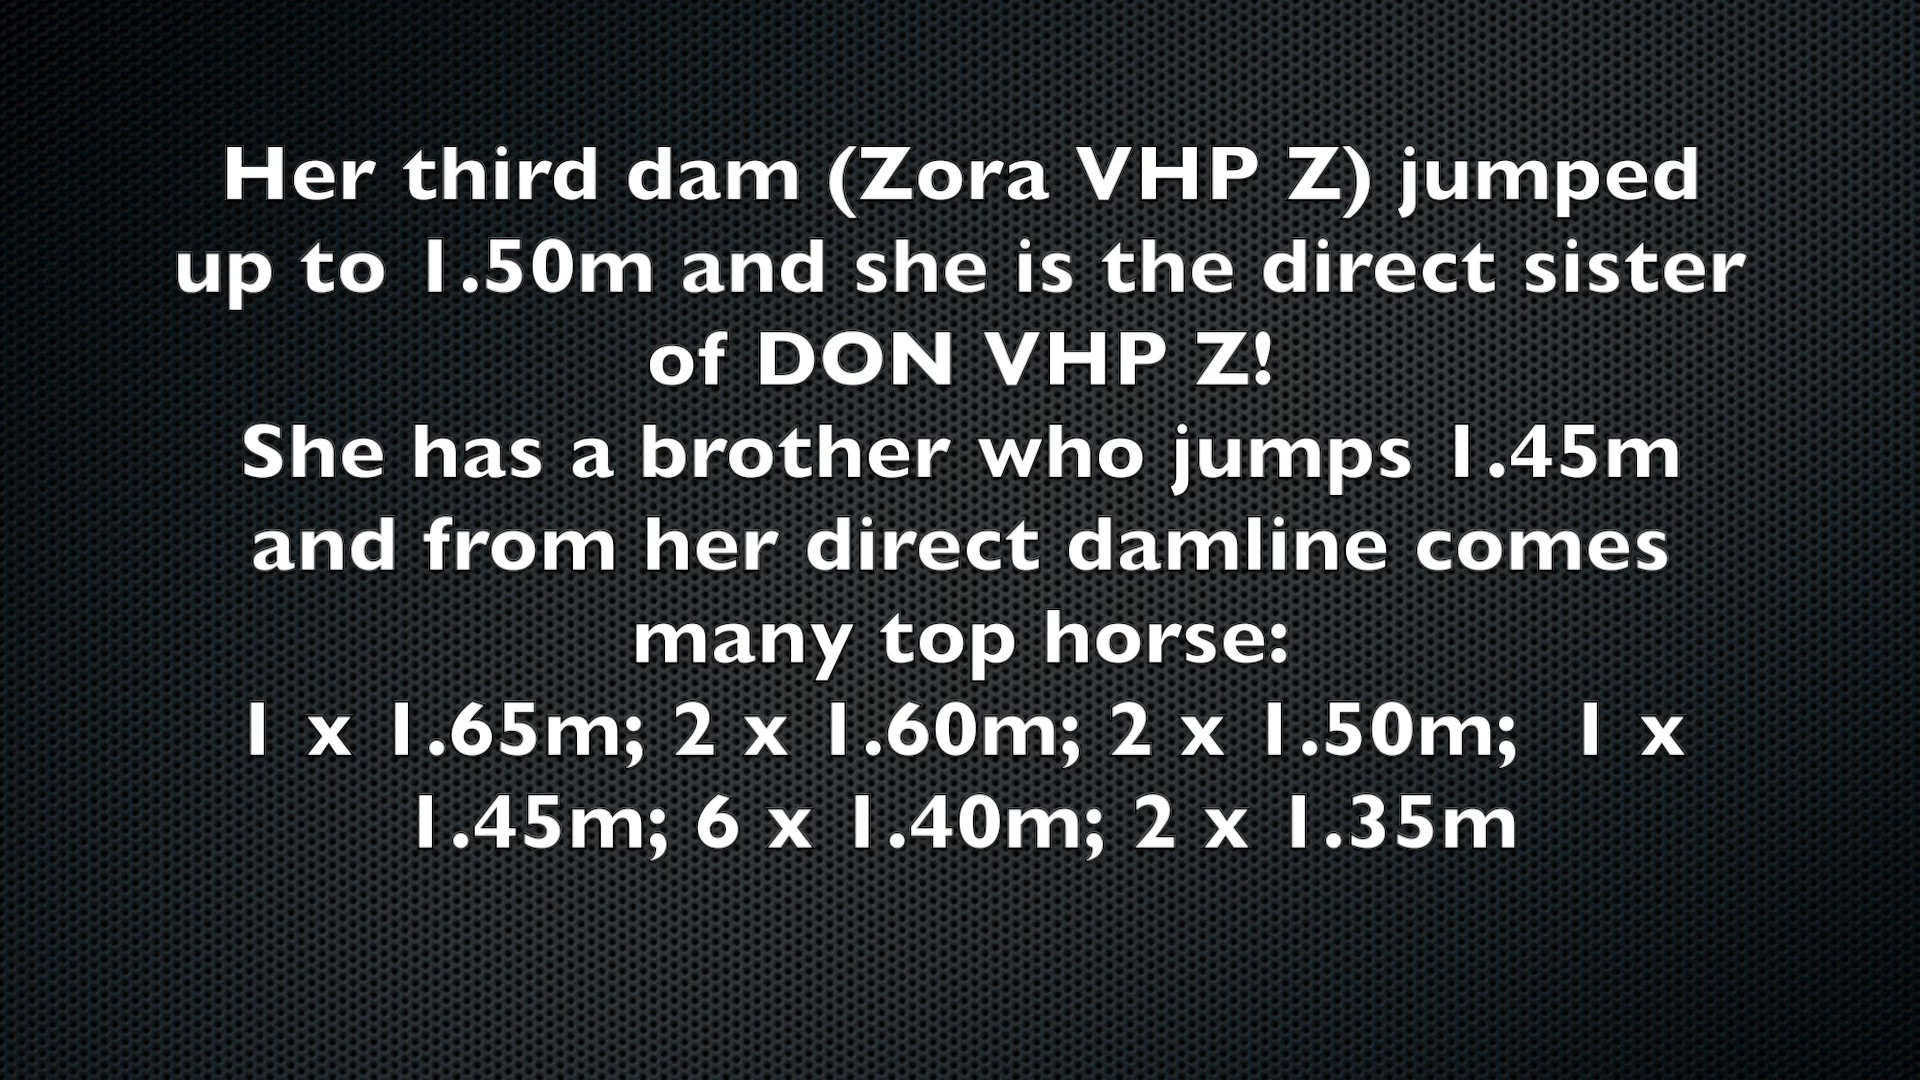 Her third dam (Zora VHP Z) jumped
up to 1.50m and she is the direct sister
of DON VHP Z!
She has a brother who jumps 1.45m
and from her direct damline comes
many top horse:
1 x 1.65m; 2 x 1.60m; 2 x 1.50m;  1 x
1.45m; 6 x 1.40m; 2 x 1.35m